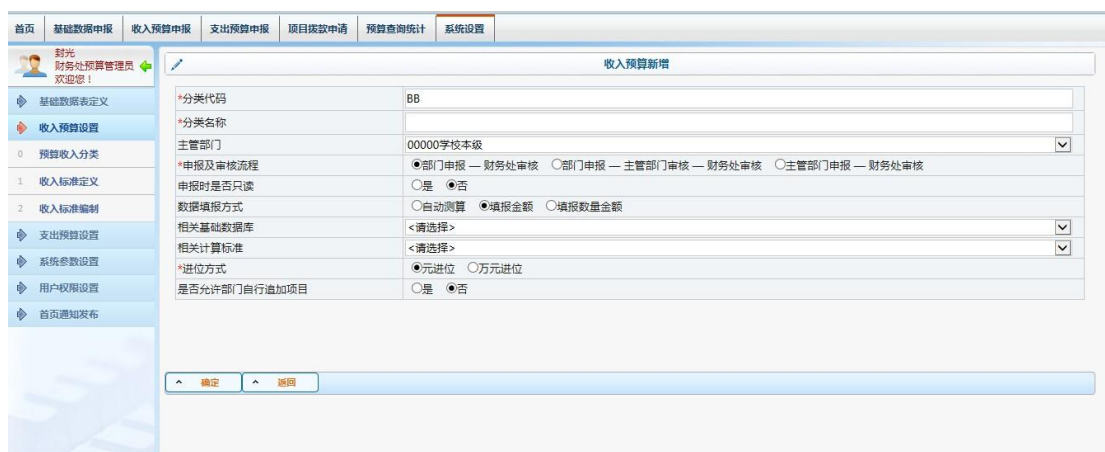 首页 基础数据申报 收入预算申报 支出预算申报 项目拨款申请 预算查询统计 系统设置
封光
财务处预算管理员
欢迎您！
基础数据表定义
收入预算设置
0 预算收入分类
1 收入标准定义
2 收入标准编制
支出预算设置
系统参数设置
用户权限设置
首页通知发布
收入预算新增
*分类代码 BB
*分类名称
主管部门 00000学校本级
*申报及审核流程 部门申报 — 财务处审核 部门申报 — 主管部门审核 — 财务处审核 主管部门申报 — 财务处审核
申报时是否只读 是 否
数据填报方式 自动测算 填报金额 填报数量金额
相关基础数据库 <请选择>
相关计算标准 <请选择>
*进位方式 元进位 万元进位
是否允许部门自行追加项目 是 否
确定 返回